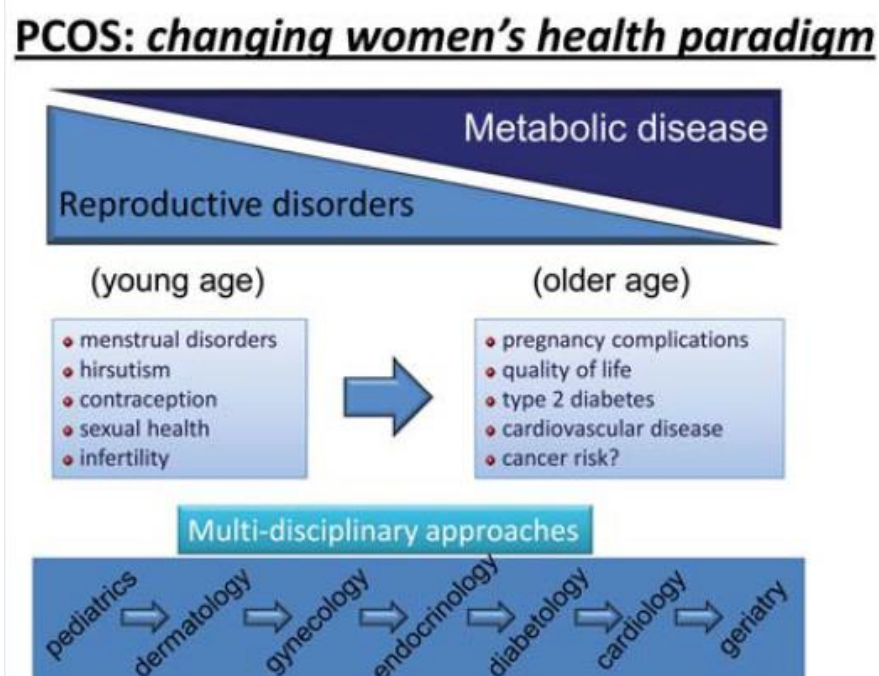 PCOS: changing women's health paradigm
Metabolic disease
Reproductive disorders
(young age)
(older age)
menstrual disorders
hirsutism
contraception
sexual health
infertility
pregnancy complications
quality of life
type 2 diabetes
cardiovascular disease
cancer risk?
Multi-disciplinary approaches
pediatrics
dermatology
gynecology
endocrinology
diabetology
cardiology
geriatry